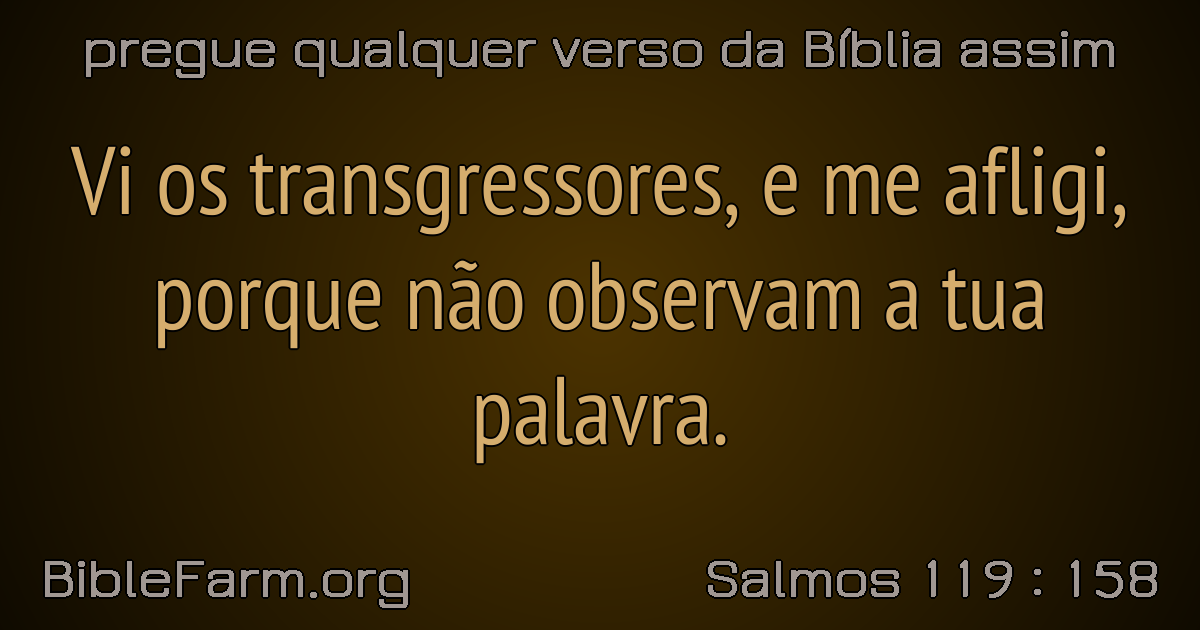 pregue qualquer verso da Bíblia assim
Vi os transgressores, e me afligi,
porque não observam a tua
palavra.
BibleFarm.org
Salmos 119 : 158